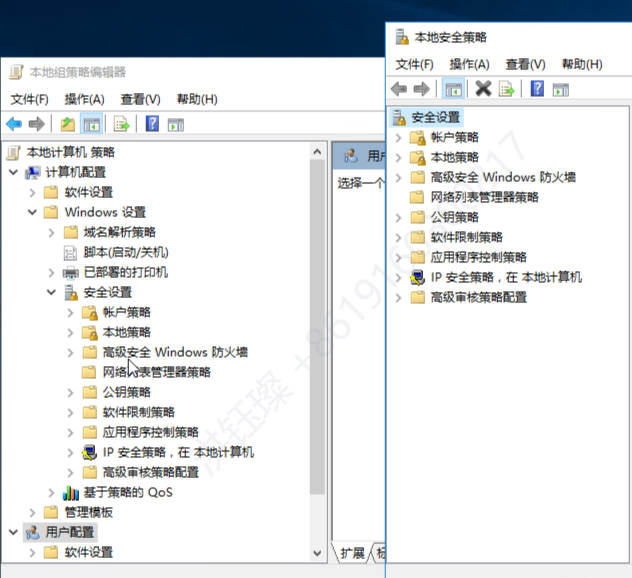 本地组策略编辑器
文件(F) 操作(A) 查看(V) 帮助(H)
本地计算机 策略
计算机配置
软件设置
Windows 设置
域名解析策略
脚本(启动/关机)
已部署的打印机
安全设置
帐户策略
本地策略
高级安全 Windows 防火墙
网络列表管理器策略
公钥策略
软件限制策略
应用程序控制策略
IP 安全策略，在 本地计算机
高级审核策略配置
基于策略的 QoS
管理模板
用户配置
软件设置
选择一个
扩展
本地安全策略
文件(F) 操作(A) 查看(V) 帮助(H)
安全设置
帐户策略
本地策略
高级安全 Windows 防火墙
网络列表管理器策略
公钥策略
软件限制策略
应用程序控制策略
IP 安全策略，在 本地计算机
高级审核策略配置